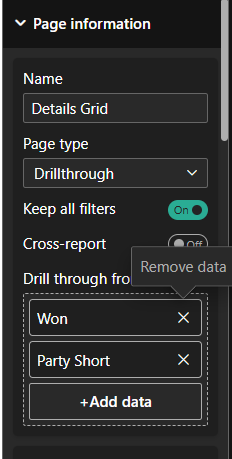 Page information
Name
Details Grid
Page type
Drillthrough
Keep all filters
On
Cross-report
Off
Remove data
Drill through
Won
Party Short
+Add data